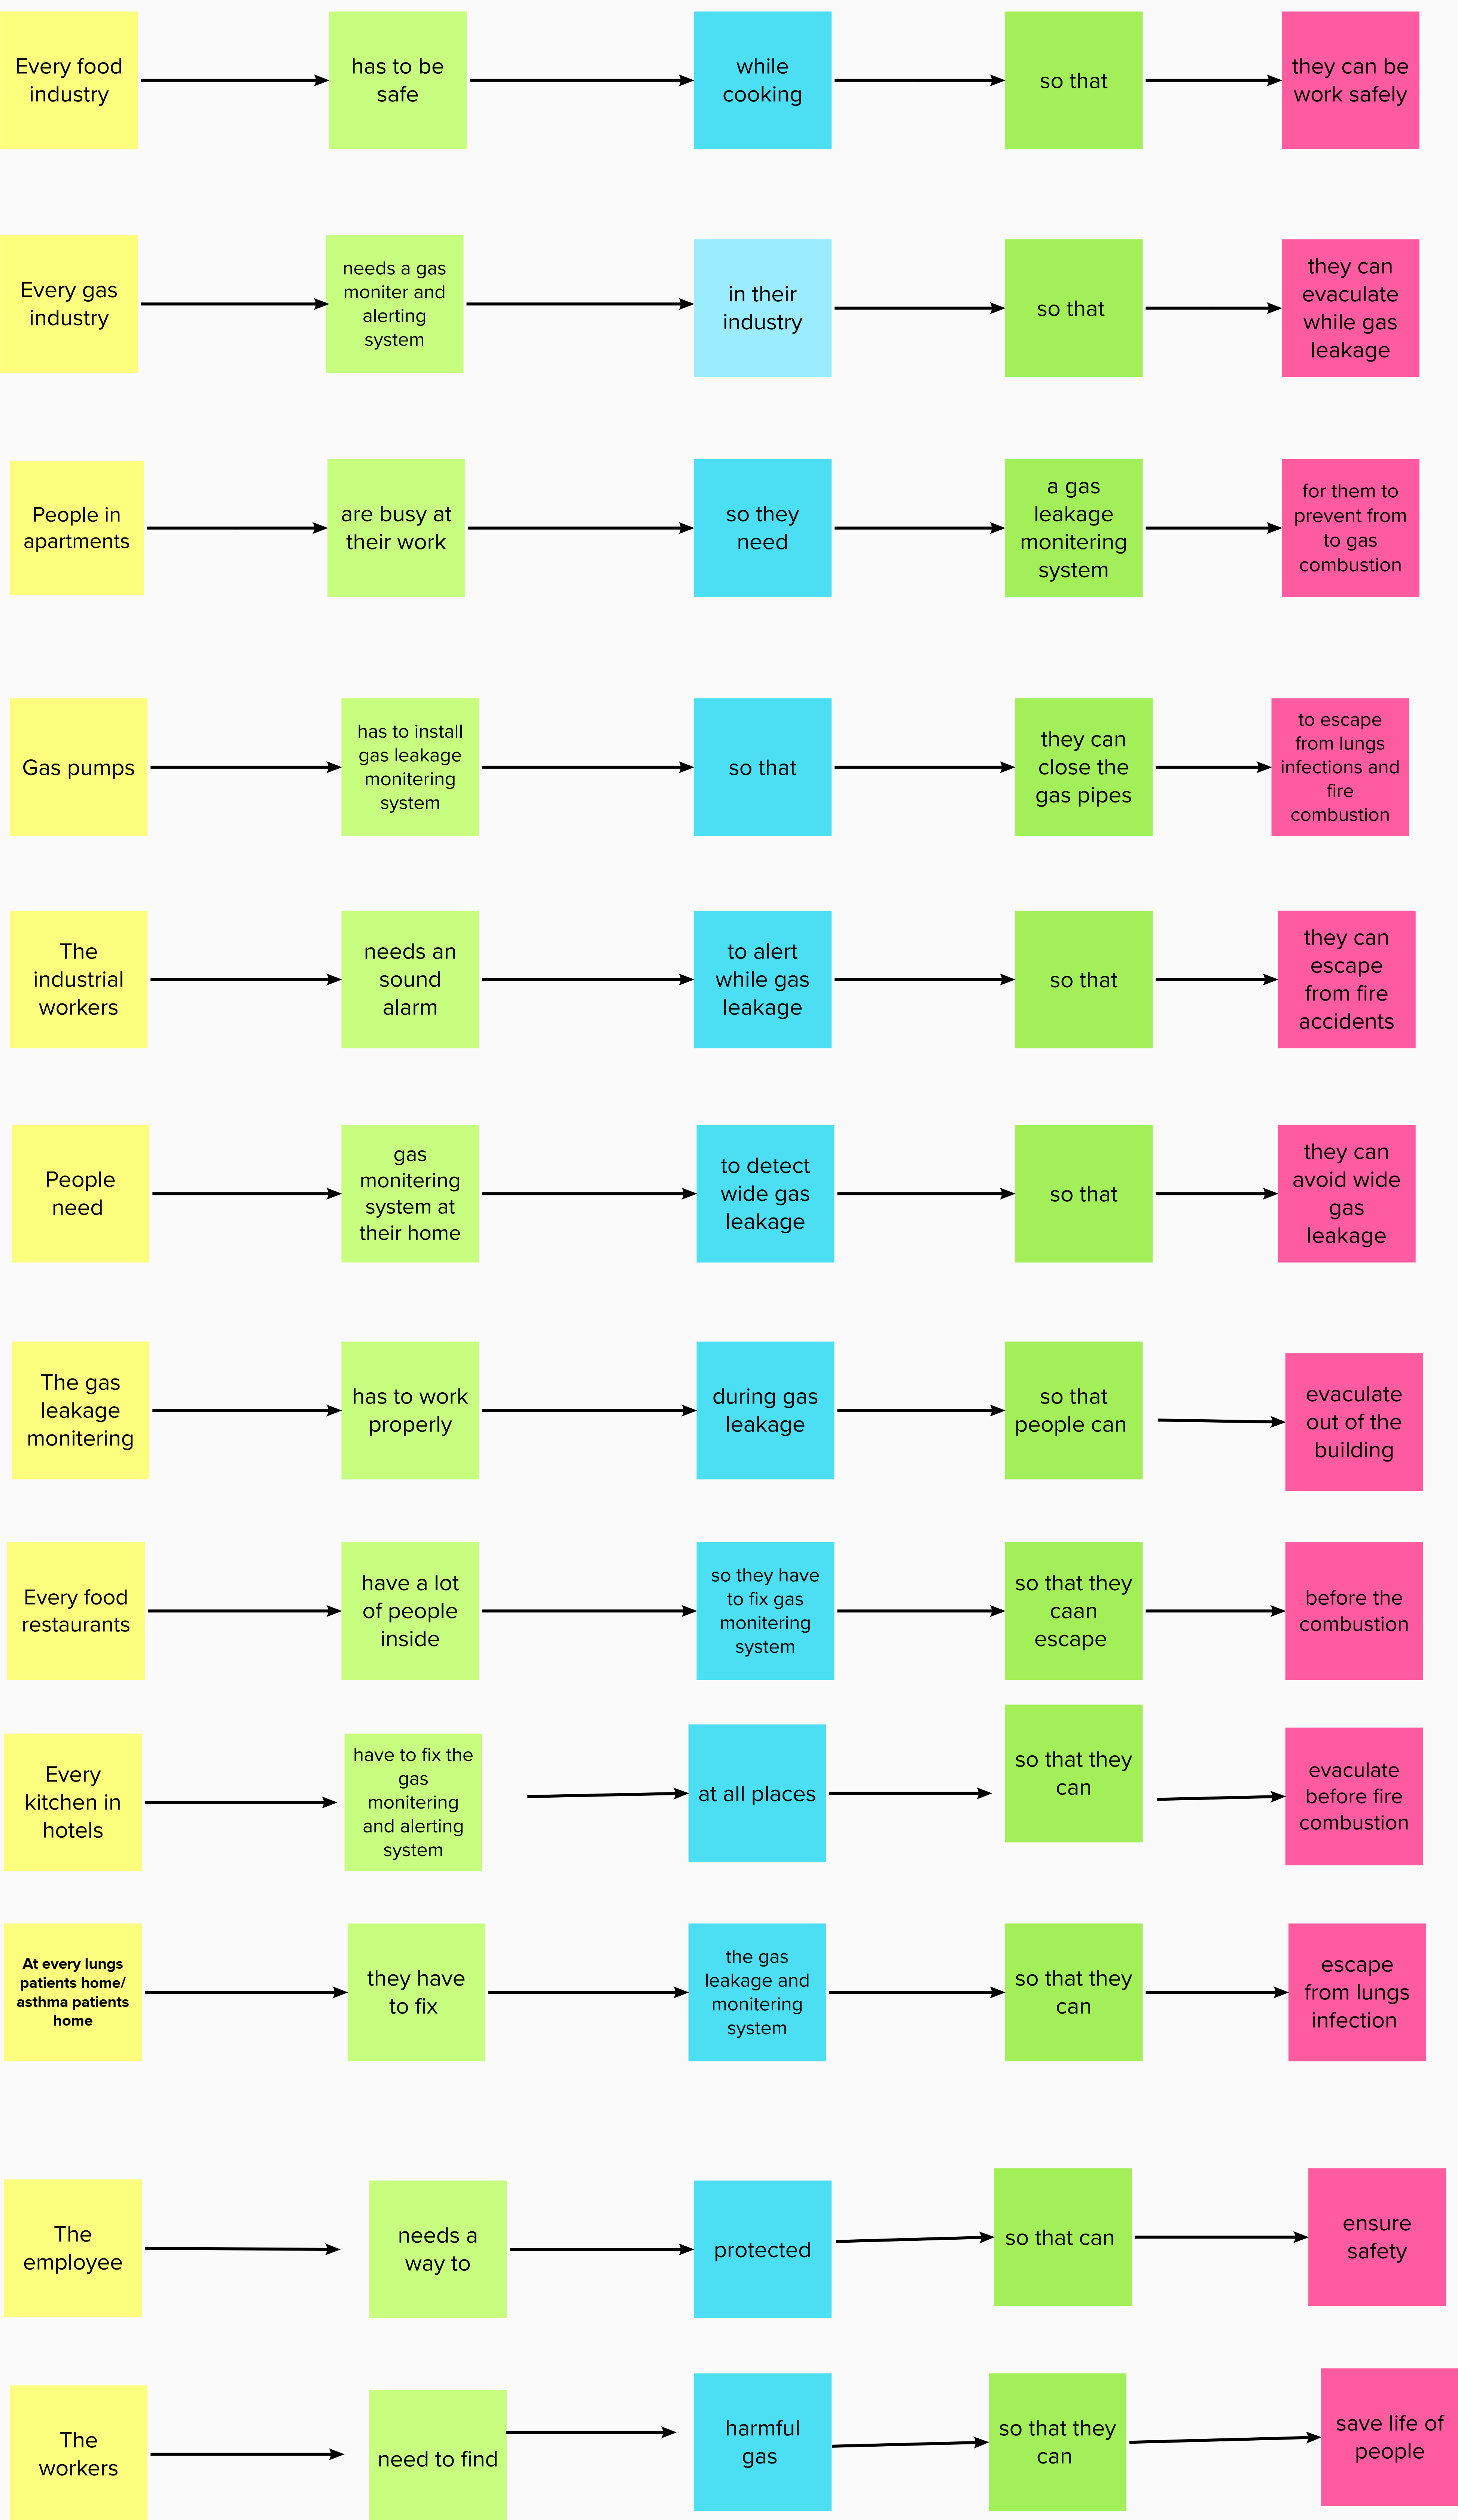 Every food
industry
has to be
safe
while
cooking
so that
they can be
work safely
Every gas
industry
needs a gas
moniter and
alerting
system
in their
industry
so that
they can
evaculate
while gas
leakage
People in
apartments
are busy at
their work
so they
need
a gas
leakage
monitering
system
for them to
prevent from
to gas
combustion
Gas pumps
has to install
gas leakage
monitering
system
so that
they can
close the
gas pipes
to escape
from lungs
infections and
fire
combustion
The
industrial
workers
needs an
sound
alarm
to alert
while gas
leakage
so that
they can
escape
from fire
accidents
People
need
gas
monitering
system at
their home
to detect
wide gas
leakage
so that
they can
avoid wide
gas
leakage
The gas
leakage
monitering
has to work
properly
during gas
leakage
so that
people can
evaculate
out of the
building
Every food
restaurants
have a lot
of people
inside
so they have
to fix gas
monitering
system
so that they
caan
escape
before the
combustion
Every
kitchen in
hotels
have to fix the
gas
monitering
and alerting
system
at all places
so that they
can
evaculate
before fire
combustion
At every lungs
patients home/
asthma patients
home
they have
to fix
the gas
leakage and
monitering
system
so that they
can
escape
from lungs
infection
The
employee
needs a
way to
protected
so that can
ensure
safety
The
workers
need to find
harmful
gas
so that they
can
save life of
people